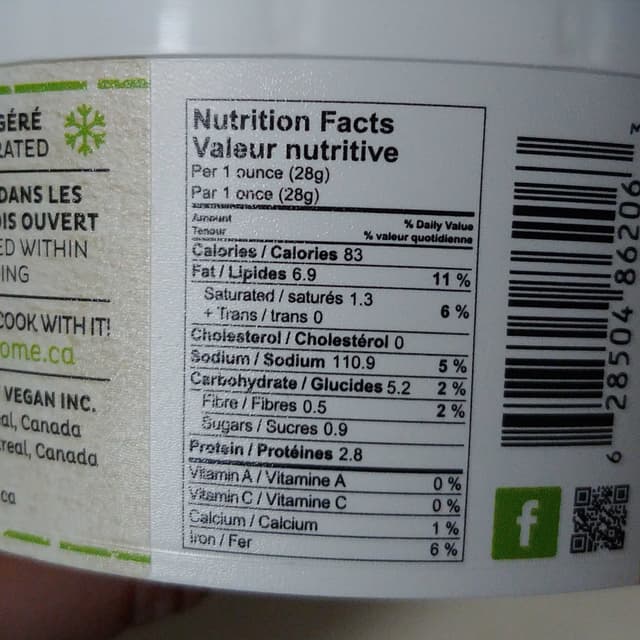 GÉRÉ
RATED
DANS LES
OIS OUVERT
ED WITHIN
ING
COOK WITH IT!
ome.ca
VEGAN INC.
al, Canada
real, Canada
ca
Nutrition Facts
Valeur nutritive
Per 1 ounce (28g)
Par 1 once (28g)
Amount % Daily Value
Teneur % valeur quotidienne
Calories / Calories 83
Fat / Lipides 6.9 11 %
Saturated / saturés 1.3
+ Trans / trans 0 6 %
Cholesterol / Cholestérol 0
Sodium / Sodium 110.9 5 %
Carbohydrate / Glucides 5.2 2 %
Fibre / Fibres 0.5 2 %
Sugars / Sucres 0.9
Protein / Protéines 2.8
Vitamin A / Vitamine A 0 %
Vitamin C / Vitamine C 0 %
Calcium / Calcium 1 %
Iron / Fer 6 %
6 28504 86206 3
f